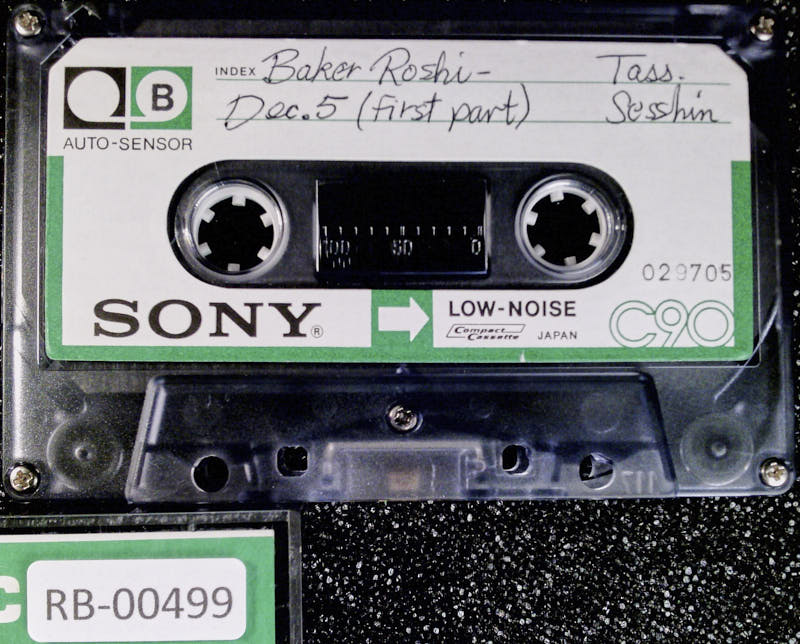 INDEX Baker Roshi- Tass.
Dec. 5 (first part) Sesshin
B
AUTO-SENSOR
100 50 0
029705
SONY® LOW-NOISE C90
Compact Cassette JAPAN
RB-00499